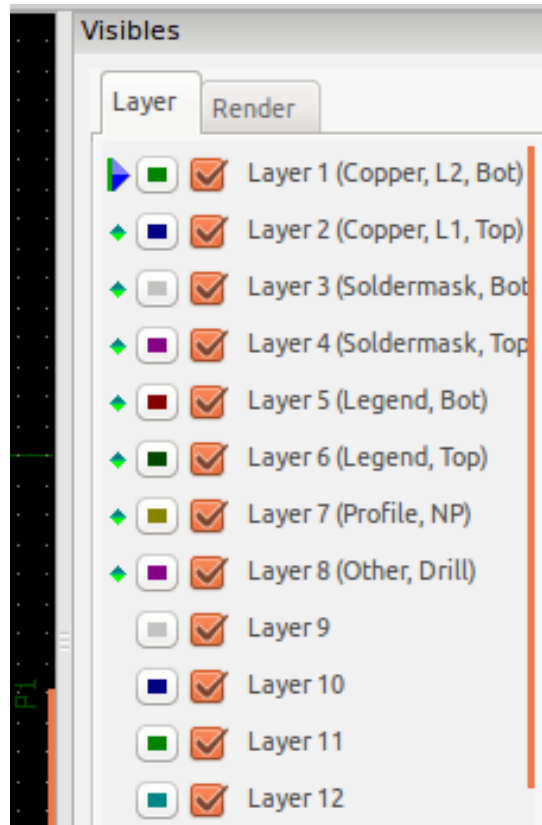 Visibles
Layer
Render
Layer 1 (Copper, L2, Bot)
Layer 2 (Copper, L1, Top)
Layer 3 (Soldermask, Bot
Layer 4 (Soldermask, Top
Layer 5 (Legend, Bot)
Layer 6 (Legend, Top)
Layer 7 (Profile, NP)
Layer 8 (Other, Drill)
Layer 9
Layer 10
Layer 11
Layer 12
P1